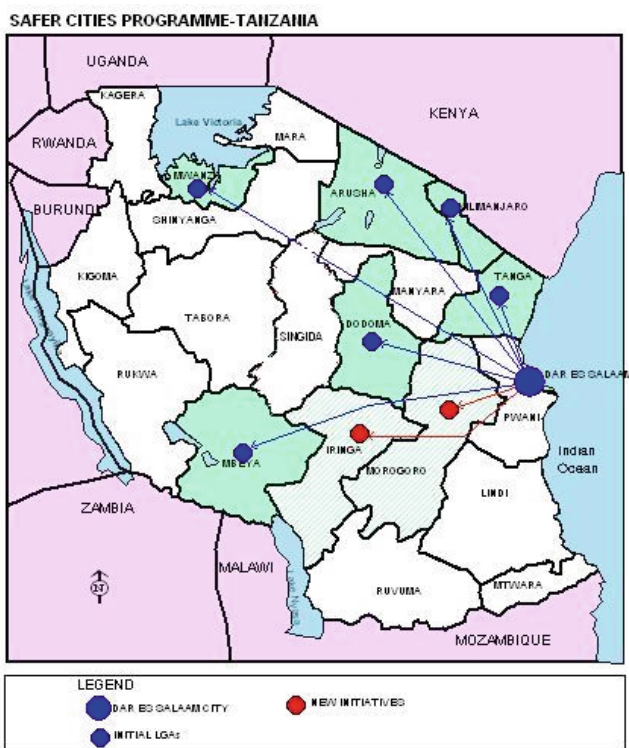 SAFER CITIES PROGRAMME-TANZANIA
UGANDA
KAGERA
KENYA
Lake Victoria
MARA
RWANDA
MWANZA
ARUSHA
BURUNDI
KILIMANJARO
SHINYANGA
KIGOMA
TANGA
MANYARA
TABORA
DODOMA
SINGIDA
RUKWA
DAR ES SALAAM
PWANI
IRINGA
Indian
Ocean
MBEYA
MOROGORO
LINDI
ZAMBIA
MALAWI
N
RUVUMA
MTWARA
MOZAMBIQUE
LEGEND
DAR ES SALAAM CITY
NEW INITIATIVES
INITIAL LGAs